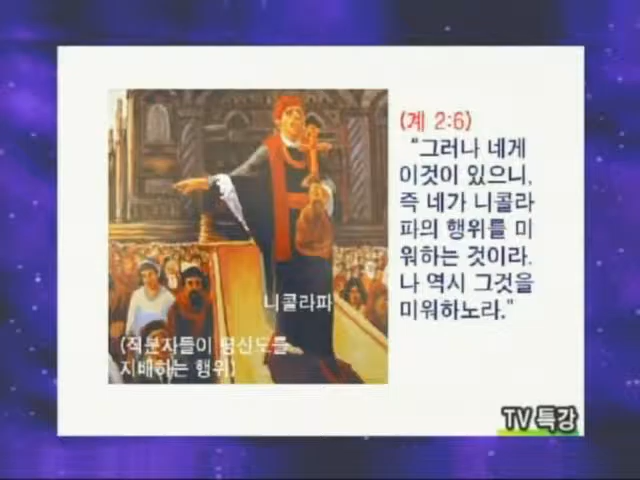 (계 2:6)
"그러나 네게
이것이 있으니,
즉 네가 니콜라
파의 행위를 미
워하는 것이라.
나 역시 그것을
미워하노라."
니콜라파
(직분자들이 평신도를
지배하는 행위)
TV 특강